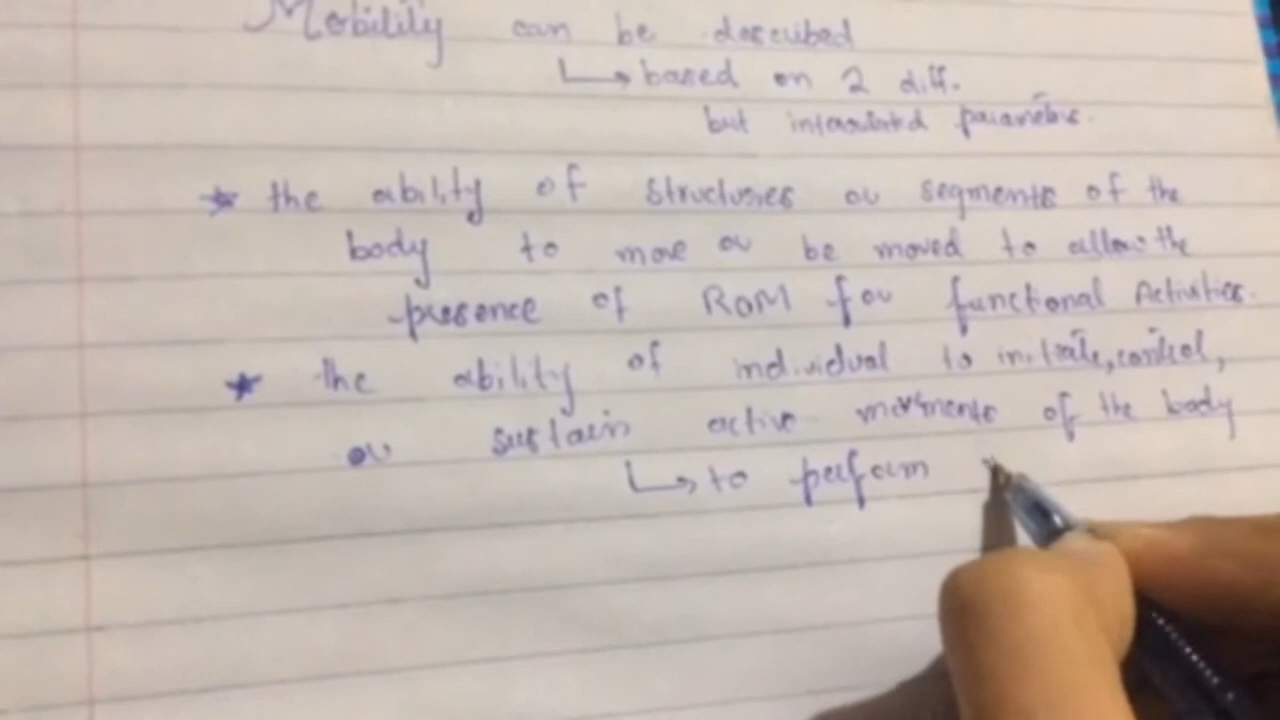 Mobility can be described
↳ based on 2 diff.
but interrelated parameters.
★ the ability of structures or segments of the
body to move or be moved to allow the
presence of ROM for functional Activities.
★ the ability of individual to initiate, control,
or sustain active movements of the body
↳ to perform